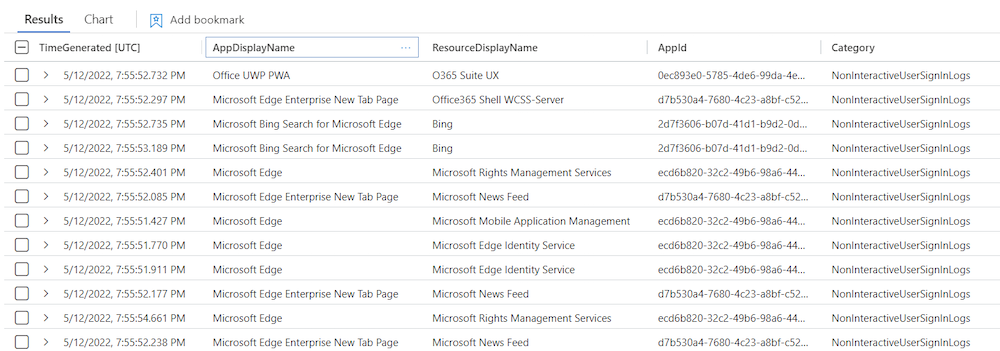 Results Chart Add bookmark
TimeGenerated [UTC] AppDisplayName ... ResourceDisplayName AppId Category
5/12/2022, 7:55:52.732 PM Office UWP PWA O365 Suite UX 0ec893e0-5785-4de6-99da-4e... NonInteractiveUserSignInLogs
5/12/2022, 7:55:52.297 PM Microsoft Edge Enterprise New Tab Page Office365 Shell WCSS-Server d7b530a4-7680-4c23-a8bf-c52... NonInteractiveUserSignInLogs
5/12/2022, 7:55:52.735 PM Microsoft Bing Search for Microsoft Edge Bing 2d7f3606-b07d-41d1-b9d2-0d... NonInteractiveUserSignInLogs
5/12/2022, 7:55:53.189 PM Microsoft Bing Search for Microsoft Edge Bing 2d7f3606-b07d-41d1-b9d2-0d... NonInteractiveUserSignInLogs
5/12/2022, 7:55:52.401 PM Microsoft Edge Microsoft Rights Management Services ecd6b820-32c2-49b6-98a6-44... NonInteractiveUserSignInLogs
5/12/2022, 7:55:52.085 PM Microsoft Edge Enterprise New Tab Page Microsoft News Feed d7b530a4-7680-4c23-a8bf-c52... NonInteractiveUserSignInLogs
5/12/2022, 7:55:51.427 PM Microsoft Edge Microsoft Mobile Application Management ecd6b820-32c2-49b6-98a6-44... NonInteractiveUserSignInLogs
5/12/2022, 7:55:51.770 PM Microsoft Edge Microsoft Edge Identity Service ecd6b820-32c2-49b6-98a6-44... NonInteractiveUserSignInLogs
5/12/2022, 7:55:51.911 PM Microsoft Edge Microsoft Edge Identity Service ecd6b820-32c2-49b6-98a6-44... NonInteractiveUserSignInLogs
5/12/2022, 7:55:52.177 PM Microsoft Edge Enterprise New Tab Page Microsoft News Feed d7b530a4-7680-4c23-a8bf-c52... NonInteractiveUserSignInLogs
5/12/2022, 7:55:54.661 PM Microsoft Edge Microsoft Rights Management Services ecd6b820-32c2-49b6-98a6-44... NonInteractiveUserSignInLogs
5/12/2022, 7:55:52.238 PM Microsoft Edge Enterprise New Tab Page Microsoft News Feed d7b530a4-7680-4c23-a8bf-c52... NonInteractiveUserSignInLogs